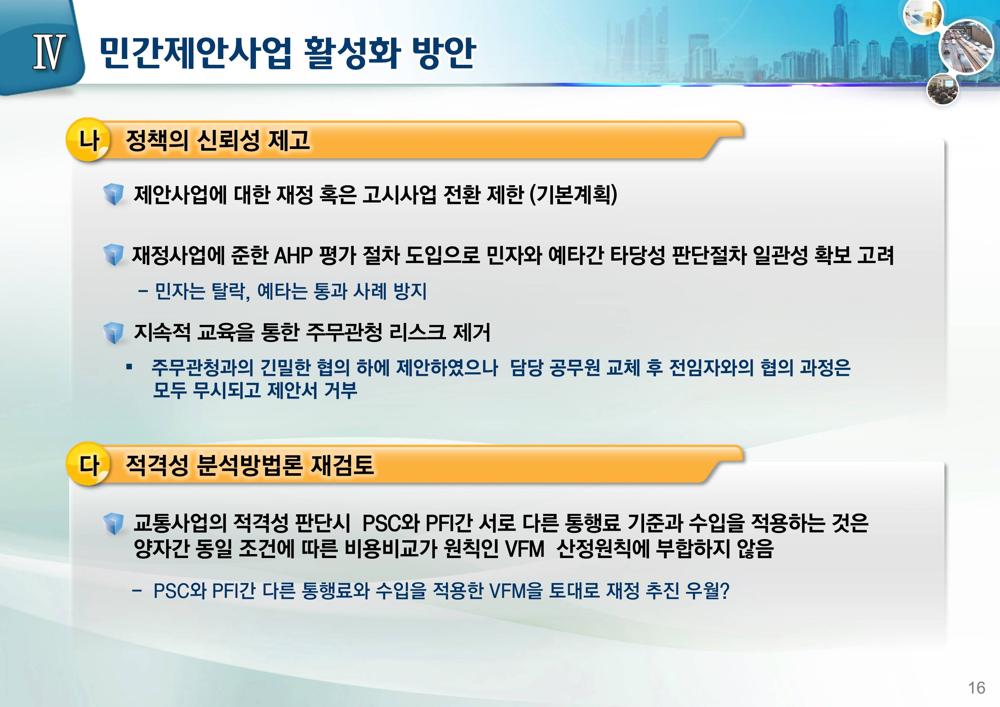 Ⅳ 민간제안사업 활성화 방안
나 정책의 신뢰성 제고
제안사업에 대한 재정 혹은 고시사업 전환 제한 (기본계획)
재정사업에 준한 AHP 평가 절차 도입으로 민자와 예타간 타당성 판단절차 일관성 확보 고려
– 민자는 탈락, 예타는 통과 사례 방지
지속적 교육을 통한 주무관청 리스크 제거
▪ 주무관청과의 긴밀한 협의 하에 제안하였으나 담당 공무원 교체 후 전임자와의 협의 과정은
모두 무시되고 제안서 거부
다 적격성 분석방법론 재검토
교통사업의 적격성 판단시 PSC와 PFI간 서로 다른 통행료 기준과 수입을 적용하는 것은
양자간 동일 조건에 따른 비용비교가 원칙인 VFM 산정원칙에 부합하지 않음
– PSC와 PFI간 다른 통행료와 수입을 적용한 VFM을 토대로 재정 추진 우월?
16